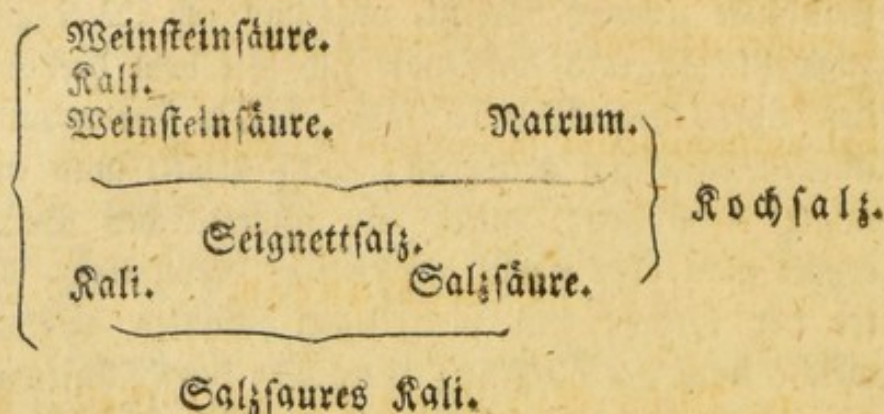 Weinſteinſäure.
Kali.
Weinſteinſäure. Natrum.
Kochſalz.
Seignettſalz.
Kali. Salzſäure.
Salzſaures Kali.